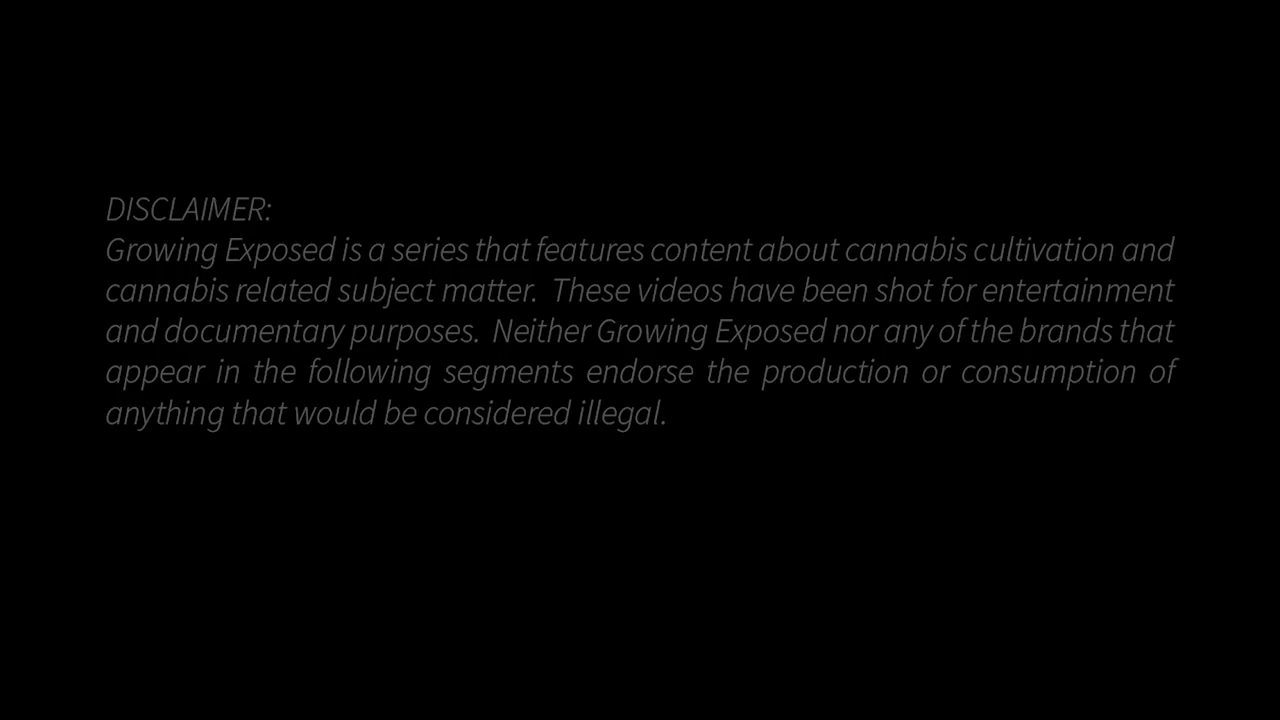 DISCLAIMER:
Growing Exposed is a series that features content about cannabis cultivation and
cannabis related subject matter.  These videos have been shot for entertainment
and documentary purposes.  Neither Growing Exposed nor any of the brands that
appear in the following segments endorse the production or consumption of
anything that would be considered illegal.